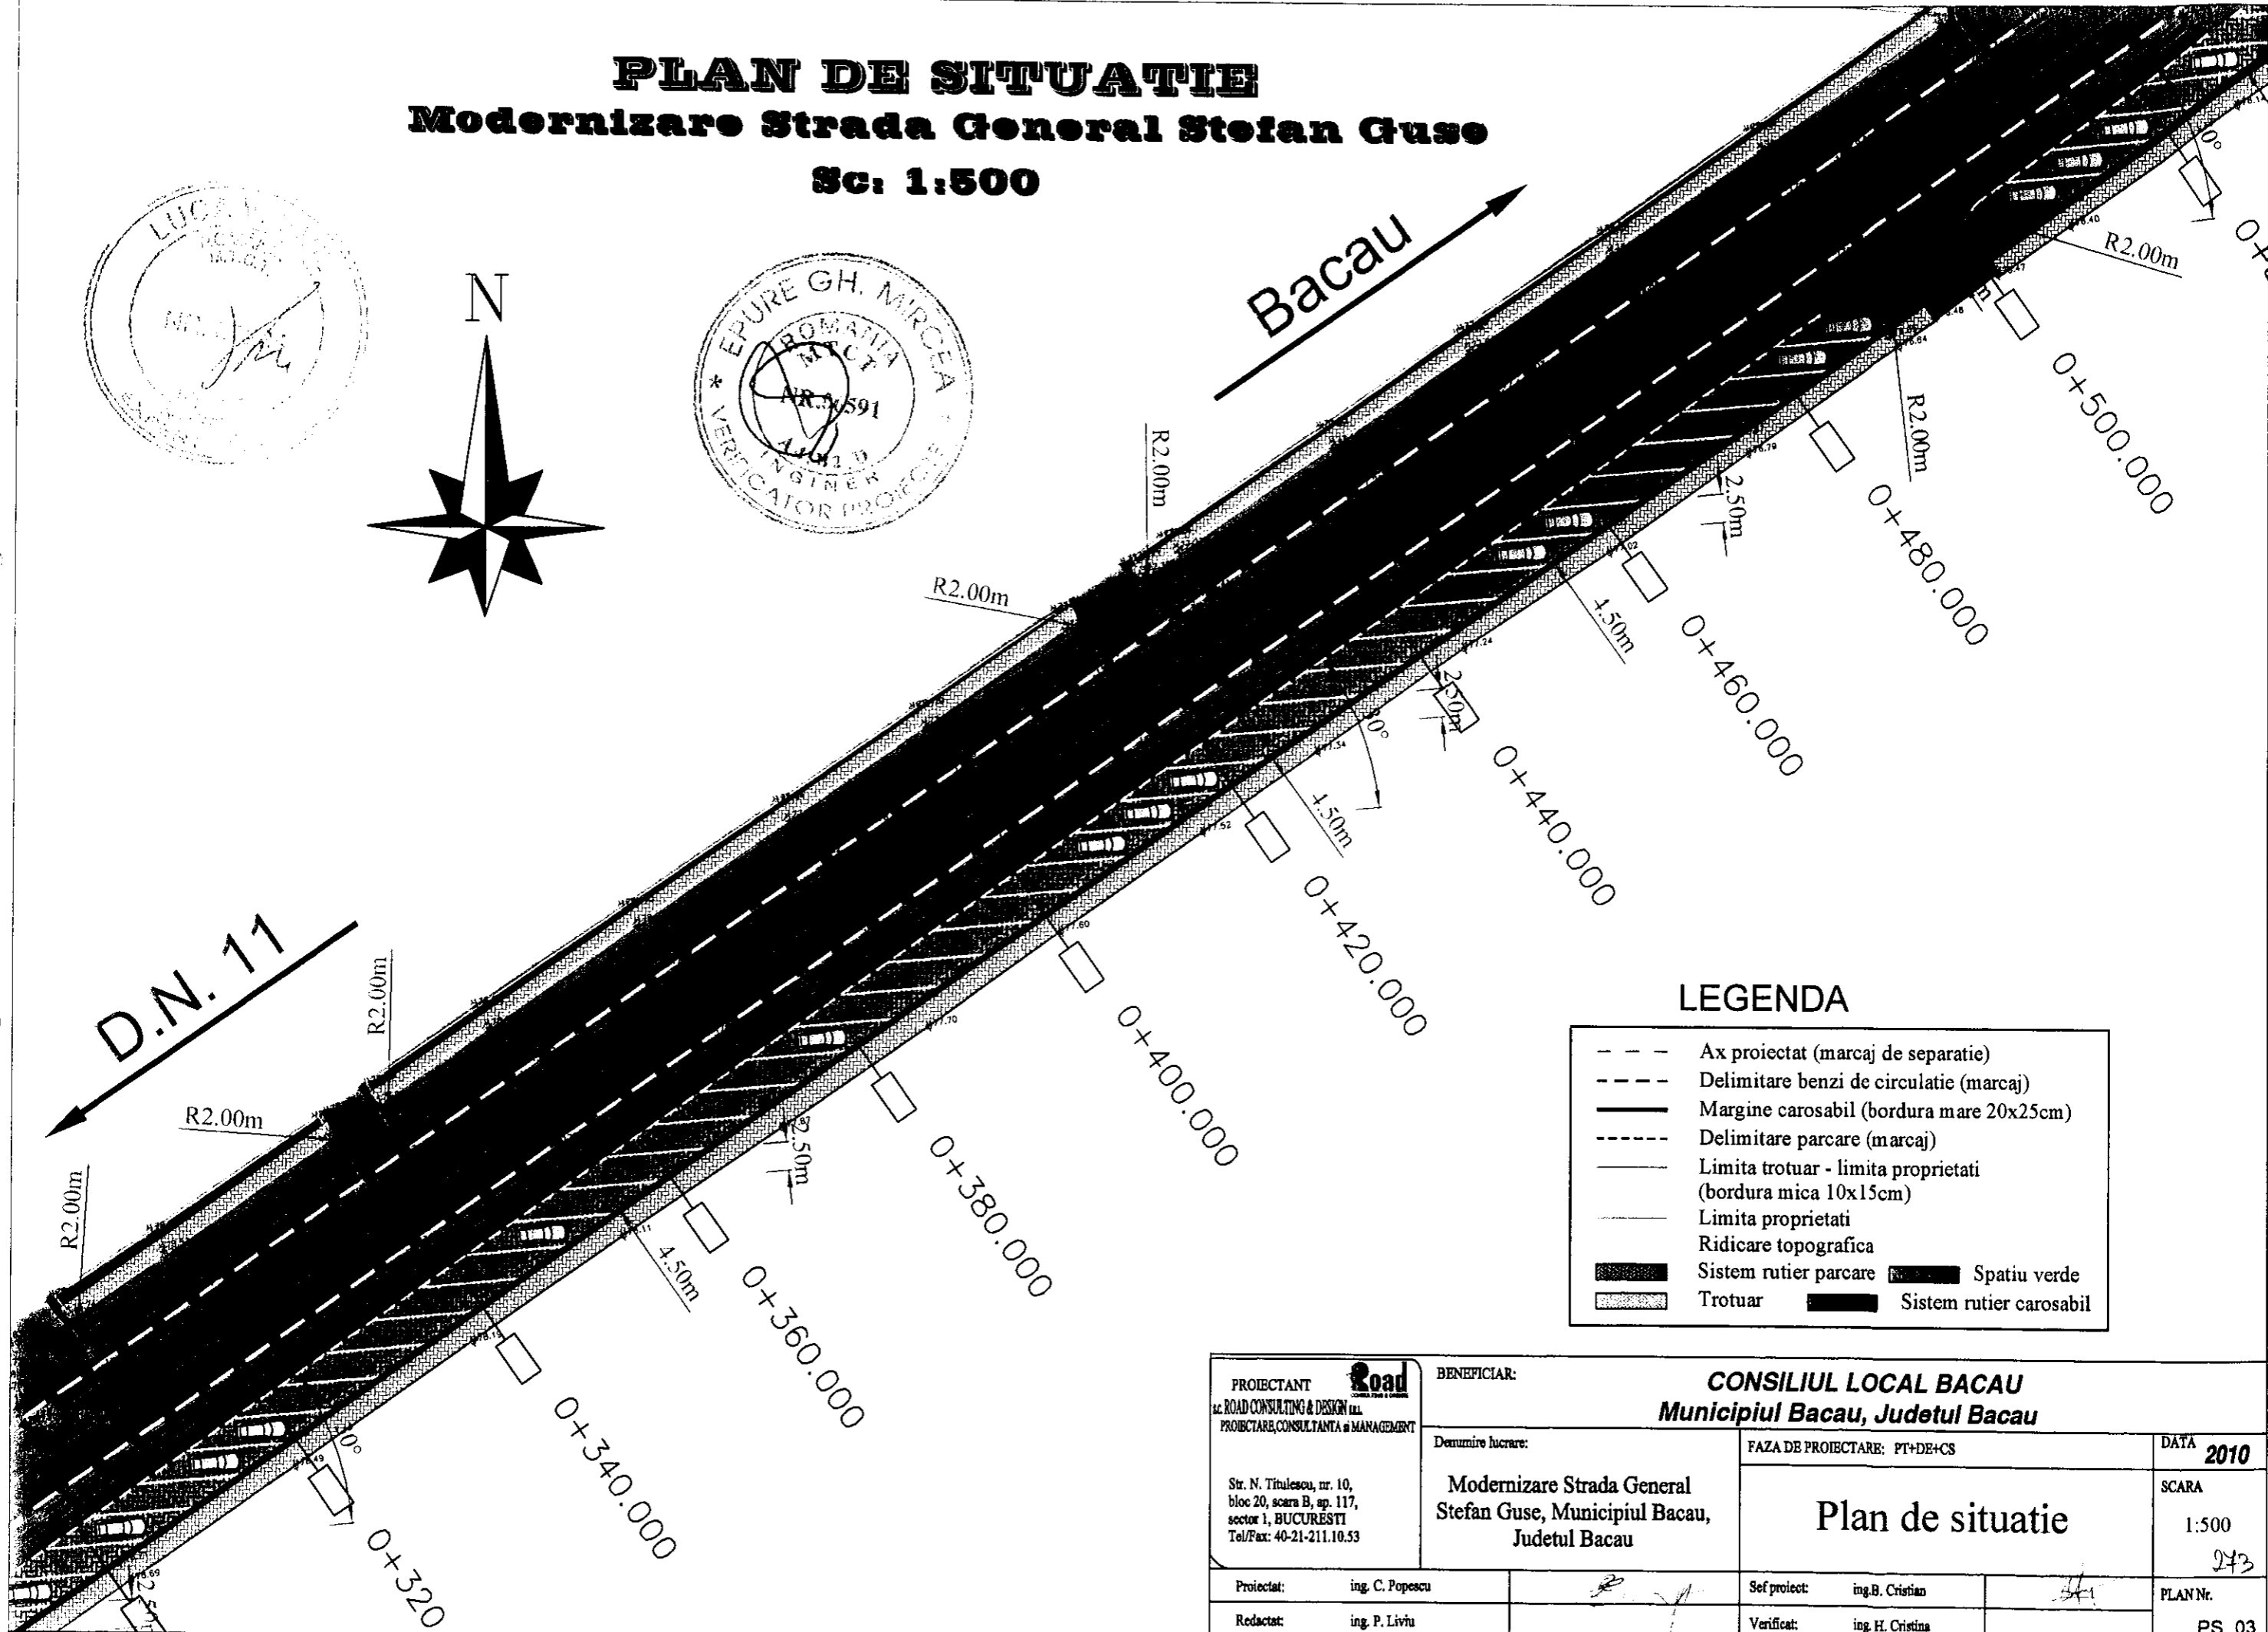 PLAN DE SITUATIE
Modernizare Strada General Stefan Guse
Sc: 1:500
N
EPURE GH. MIRCEA
ROMANIA
MTCT
INGINER
* VERIFICATOR PROIECTE *
Bacau
D.N. 11
R2.00m
R2.00m
R2.00m
R2.00m
R2.00m
R2.00m
R2.00m
2.50m
2.50m
2.50m
4.50m
4.50m
4.50m
0+500.000
0+480.000
0+460.000
0+440.000
0+420.000
0+400.000
0+380.000
0+360.000
0+340.000
0+320
LEGENDA
Ax proiectat (marcaj de separatie)
Delimitare benzi de circulatie (marcaj)
Margine carosabil (bordura mare 20x25cm)
Delimitare parcare (marcaj)
Limita trotuar - limita proprietati
(bordura mica 10x15cm)
Limita proprietati
Ridicare topografica
Sistem rutier parcare Spatiu verde
Trotuar Sistem rutier carosabil
PROIECTANT Road
s.c. ROAD CONSULTING & DESIGN s.r.l.
PROIECTARE, CONSULTANTA si MANAGEMENT
Str. N. Titulescu, nr. 10,
bloc 20, scara B, ap. 117,
sector 1, BUCURESTI
Tel/Fax: 40-21-211.10.53
BENEFICIAR:
CONSILIUL LOCAL BACAU
Municipiul Bacau, Judetul Bacau
Denumire lucrare:
Modernizare Strada General
Stefan Guse, Municipiul Bacau,
Judetul Bacau
FAZA DE PROIECTARE: PT+DE+CS
Plan de situatie
DATA 2010
SCARA
1:500
273
Proiectat: ing. C. Popescu
Sef proiect: ing.B. Cristian
PLAN Nr.
Redactat: ing. P. Liviu
Verificat: ing. H. Cristina
PS 03